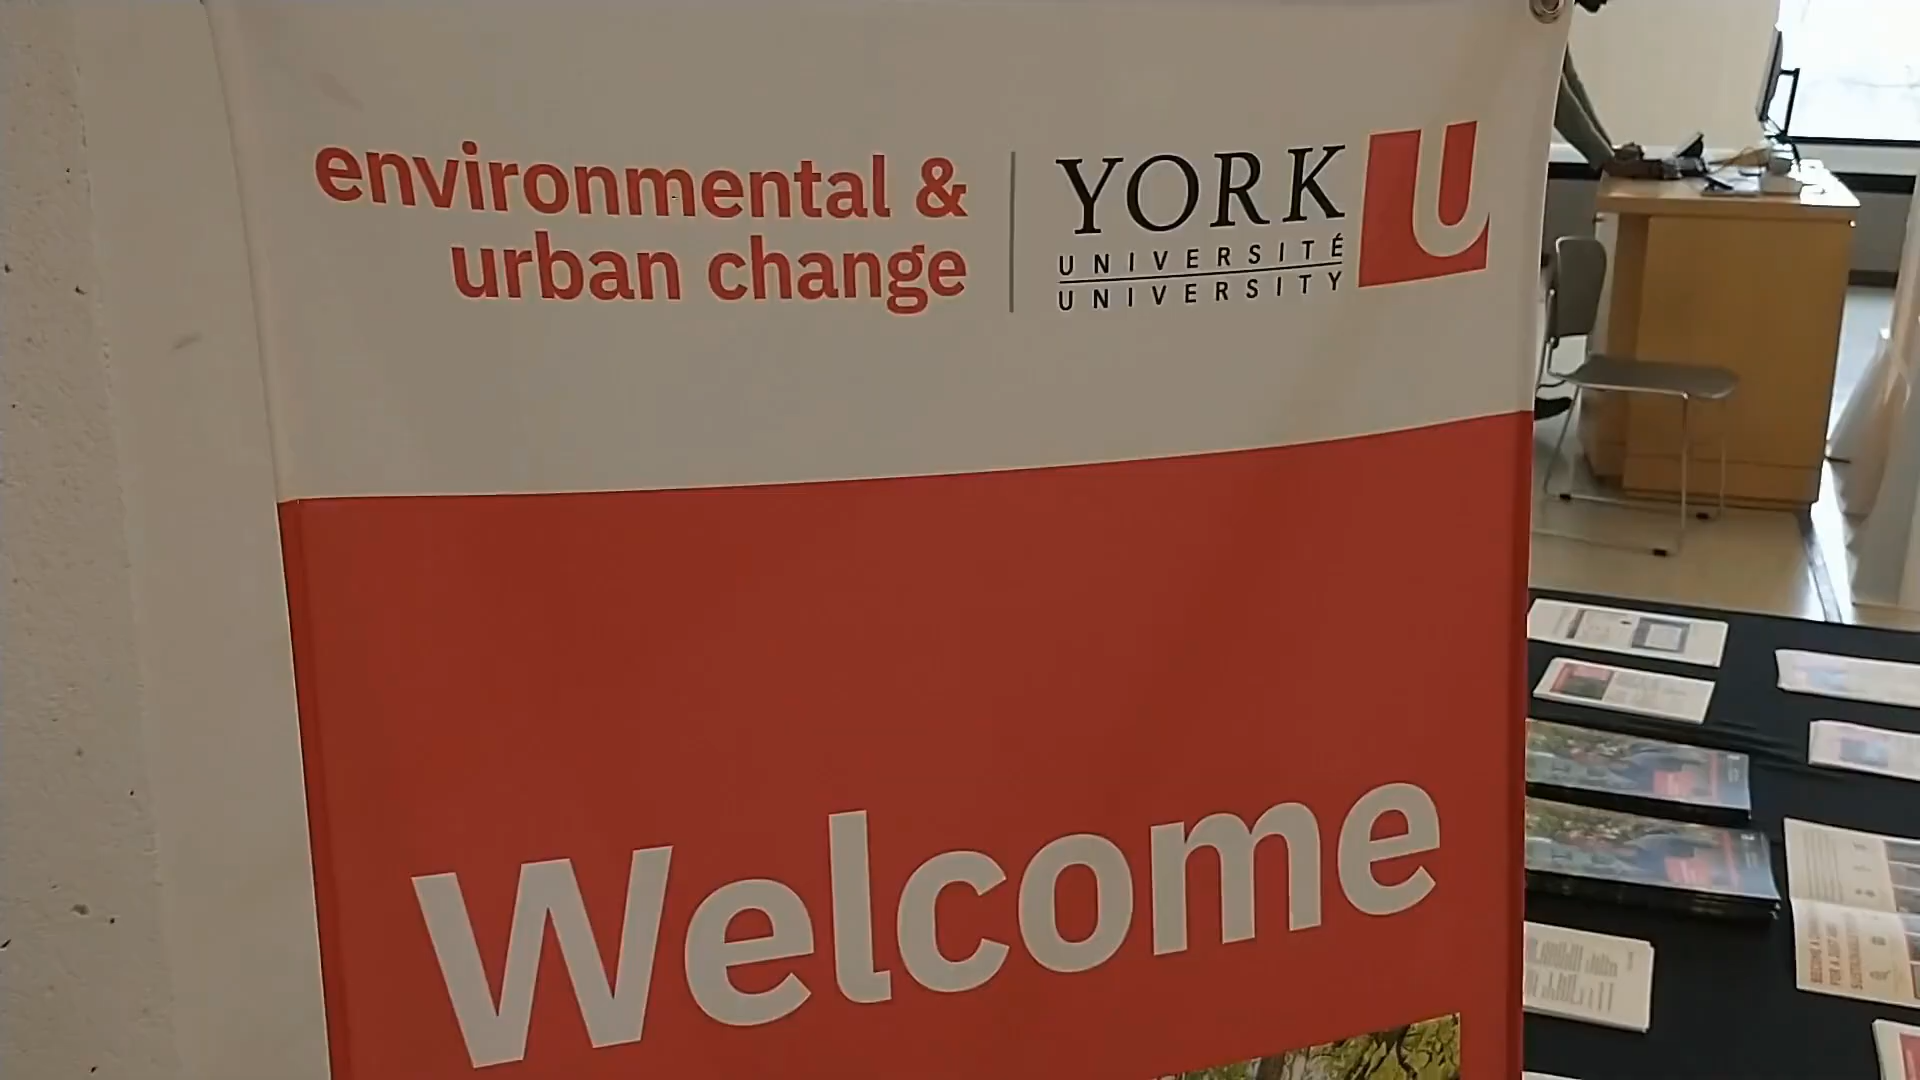 environmental &
urban change
YORK U
UNIVERSITÉ
UNIVERSITY
Welcome